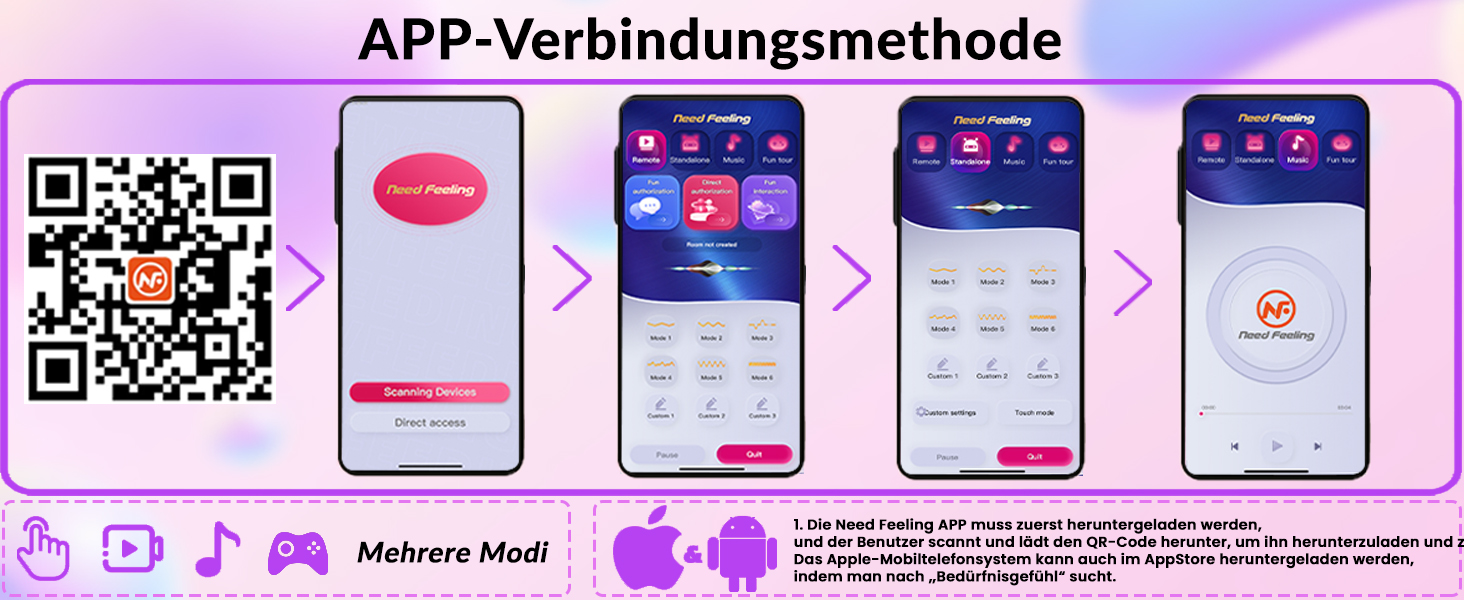 APP-Verbindungsmethode
NF
Need Feeling
Scanning Devices
Direct access
Need Feeling
Remote Standalone Music Fun tour
Fun authorization Direct authorization Fun interaction
Room not created
Mode 1 Mode 2 Mode 3
Mode 4 Mode 5 Mode 6
Custom 1 Custom 2 Custom 3
Pause Quit
Need Feeling
Remote Standalone Music Fun tour
Mode 1 Mode 2 Mode 3
Mode 4 Mode 5 Mode 6
Custom 1 Custom 2 Custom 3
Custom settings Touch mode
Pause Quit
Need Feeling
Remote Standalone Music Fun tour
NF
Need Feeling
Mehrere Modi
&
1. Die Need Feeling APP muss zuerst heruntergeladen werden,
und der Benutzer scannt und lädt den QR-Code herunter, um ihn herunterzuladen und z
Das Apple-Mobiltelefonsystem kann auch im AppStore heruntergeladen werden,
indem man nach „Bedürfnisgefühl“ sucht.